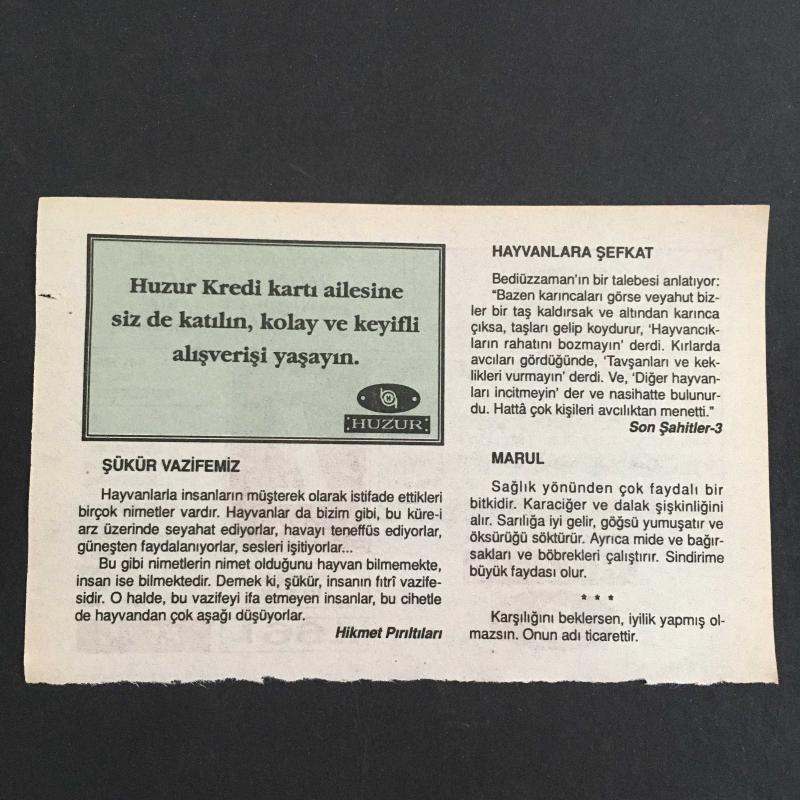 Huzur Kredi kartı ailesine
siz de katılın, kolay ve keyifli
alışverişi yaşayın.
HUZUR
ŞÜKÜR VAZİFEMİZ
Hayvanlarla insanların müşterek olarak istifade ettikleri
birçok nimetler vardır. Hayvanlar da bizim gibi, bu küre-i
arz üzerinde seyahat ediyorlar, havayı teneffüs ediyorlar,
güneşten faydalanıyorlar, sesleri işitiyorlar...
Bu gibi nimetlerin nimet olduğunu hayvan bilmemekte,
insan ise bilmektedir. Demek ki, şükür, insanın fıtrî vazife-
sidir. O halde, bu vazifeyi ifa etmeyen insanlar, bu cihetle
de hayvandan çok aşağı düşüyorlar.
Hikmet Pırıltıları
HAYVANLARA ŞEFKAT
Bediüzzaman'ın bir talebesi anlatıyor:
"Bazen karıncaları görse veyahut biz-
ler bir taş kaldırsak ve altından karınca
çıksa, taşları gelip koydurur, 'Hayvancık-
ların rahatını bozmayın' derdi. Kırlarda
avcıları gördüğünde, 'Tavşanları ve kek-
likleri vurmayın' derdi. Ve, 'Diğer hayvan-
ları incitmeyin' der ve nasihatte bulunur-
du. Hattâ çok kişileri avcılıktan menetti."
Son Şahitler-3
MARUL
Sağlık yönünden çok faydalı bir
bitkidir. Karaciğer ve dalak şişkinliğini
alır. Sarılığa iyi gelir, göğsü yumuşatır ve
öksürüğü söktürür. Ayrıca mide ve bağır-
sakları ve böbrekleri çalıştırır. Sindirime
büyük faydası olur.
* * *
Karşılığını beklersen, iyilik yapmış ol-
mazsın. Onun adı ticarettir.